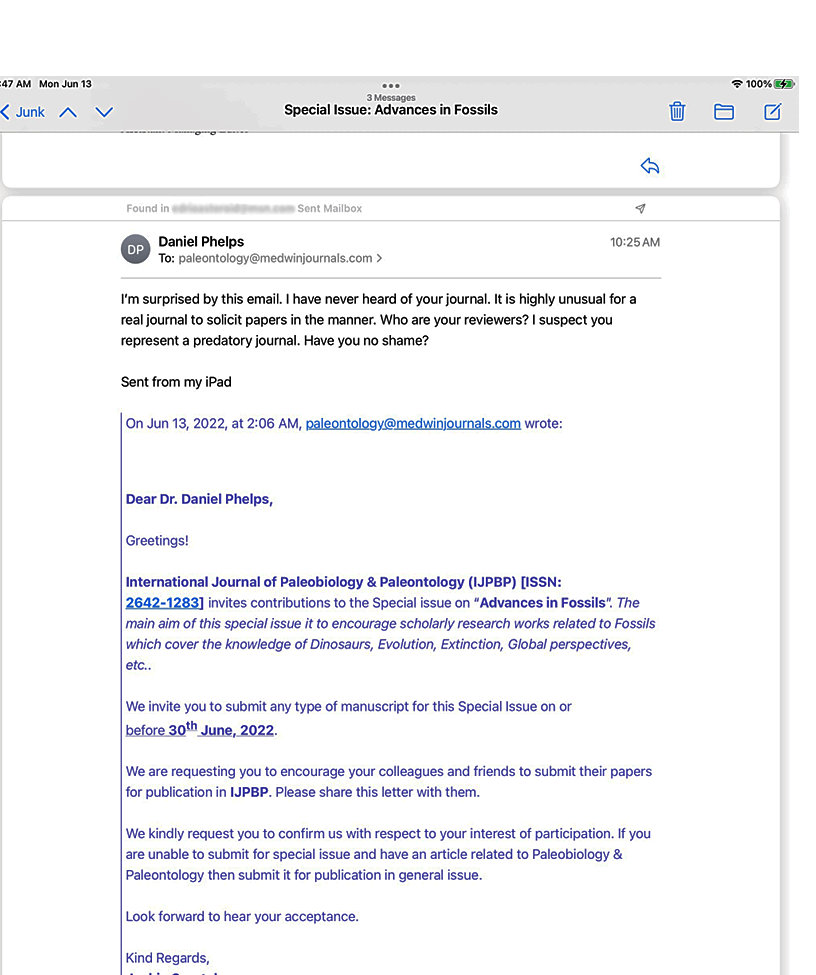 :47 AM Mon Jun 13
100%
3 Messages
Junk
Special Issue: Advances in Fossils
Found in Sent Mailbox
DP
Daniel Phelps
10:25 AM
To: paleontology@medwinjournals.com >
I'm surprised by this email. I have never heard of your journal. It is highly unusual for a
real journal to solicit papers in the manner. Who are your reviewers? I suspect you
represent a predatory journal. Have you no shame?
Sent from my iPad
On Jun 13, 2022, at 2:06 AM, paleontology@medwinjournals.com wrote:
Dear Dr. Daniel Phelps,
Greetings!
International Journal of Paleobiology & Paleontology (IJPBP) [ISSN:
2642-1283] invites contributions to the Special issue on "Advances in Fossils". The
main aim of this special issue it to encourage scholarly research works related to Fossils
which cover the knowledge of Dinosaurs, Evolution, Extinction, Global perspectives,
etc..
We invite you to submit any type of manuscript for this Special Issue on or
before 30th June, 2022.
We are requesting you to encourage your colleagues and friends to submit their papers
for publication in IJPBP. Please share this letter with them.
We kindly request you to confirm us with respect to your interest of participation. If you
are unable to submit for special issue and have an article related to Paleobiology &
Paleontology then submit it for publication in general issue.
Look forward to hear your acceptance.
Kind Regards,